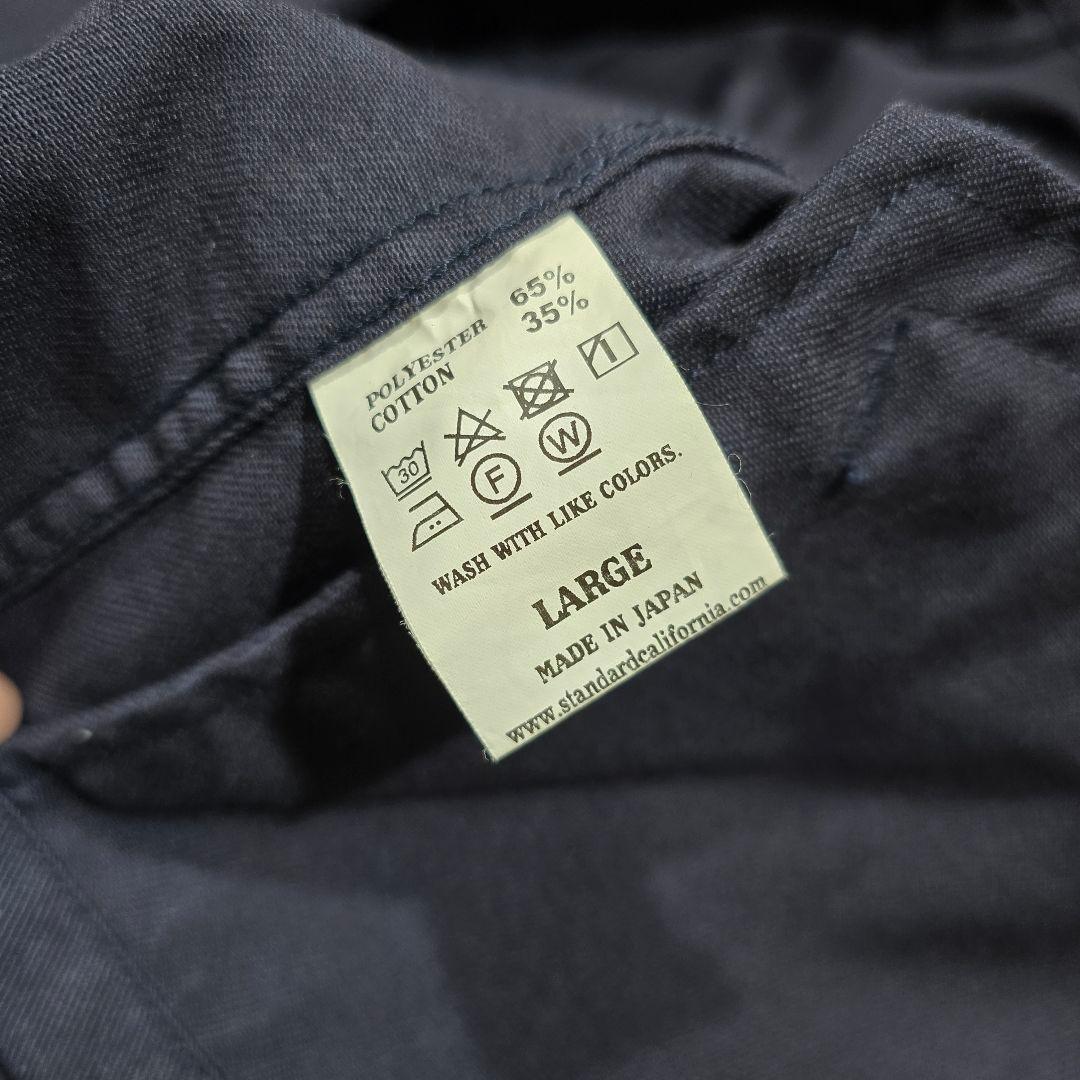 POLYESTER 65%
COTTON 35%
30
F W
WASH WITH LIKE COLORS.
LARGE
MADE IN JAPAN
www.standardcalifornia.com